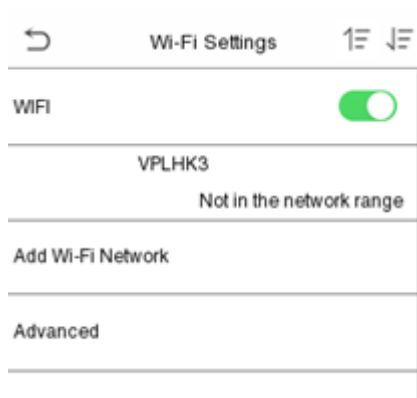 Wi-Fi Settings
WIFI
VPLHK3
Not in the network range
Add Wi-Fi Network
Advanced